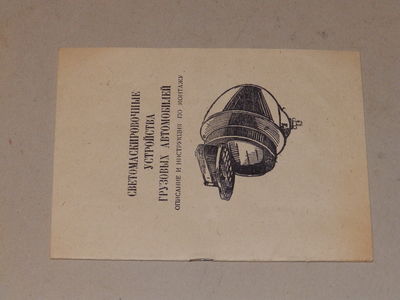 СВЕТОМАСКИРОВОЧНЫЕ
УСТРОЙСТВА
ГРУЗОВЫХ АВТОМОБИЛЕЙ
ОПИСАНИЕ И ИНСТРУКЦИЯ ПО МОНТАЖУ